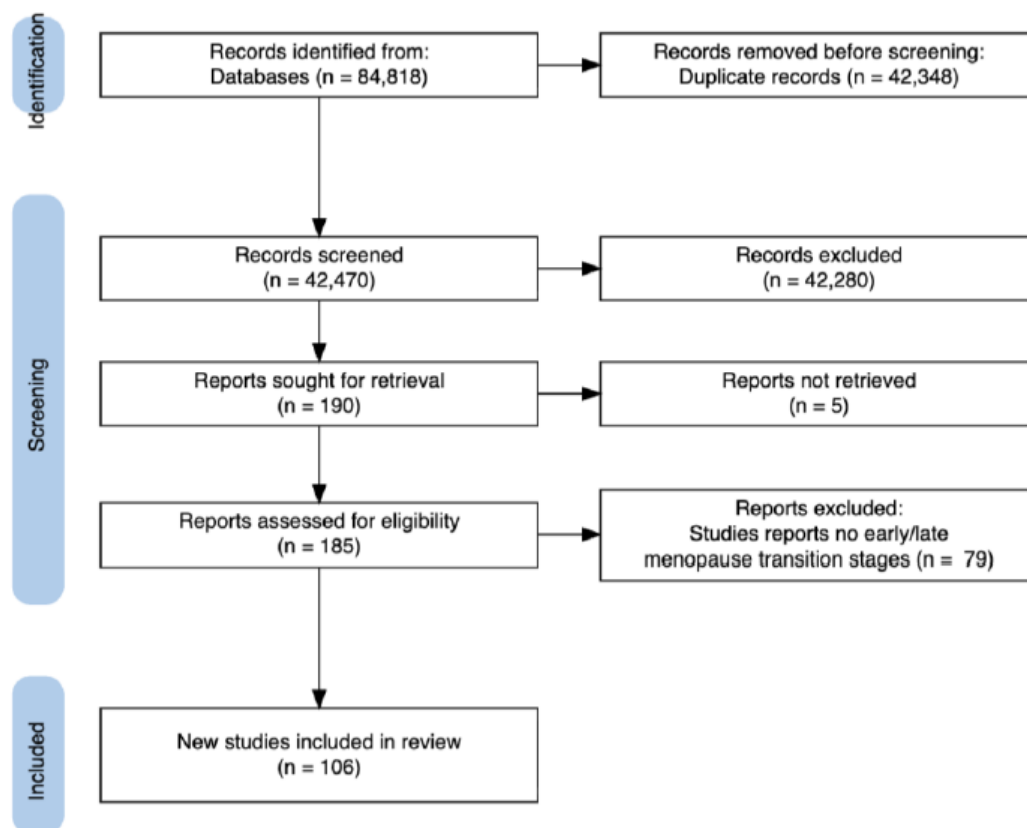 Identification
Records identified from:
Databases (n = 84,818)
Records removed before screening:
Duplicate records (n = 42,348)
Screening
Records screened
(n = 42,470)
Records excluded
(n = 42,280)
Reports sought for retrieval
(n = 190)
Reports not retrieved
(n = 5)
Reports assessed for eligibility
(n = 185)
Reports excluded:
Studies reports no early/late
menopause transition stages (n = 79)
Included
New studies included in review
(n = 106)